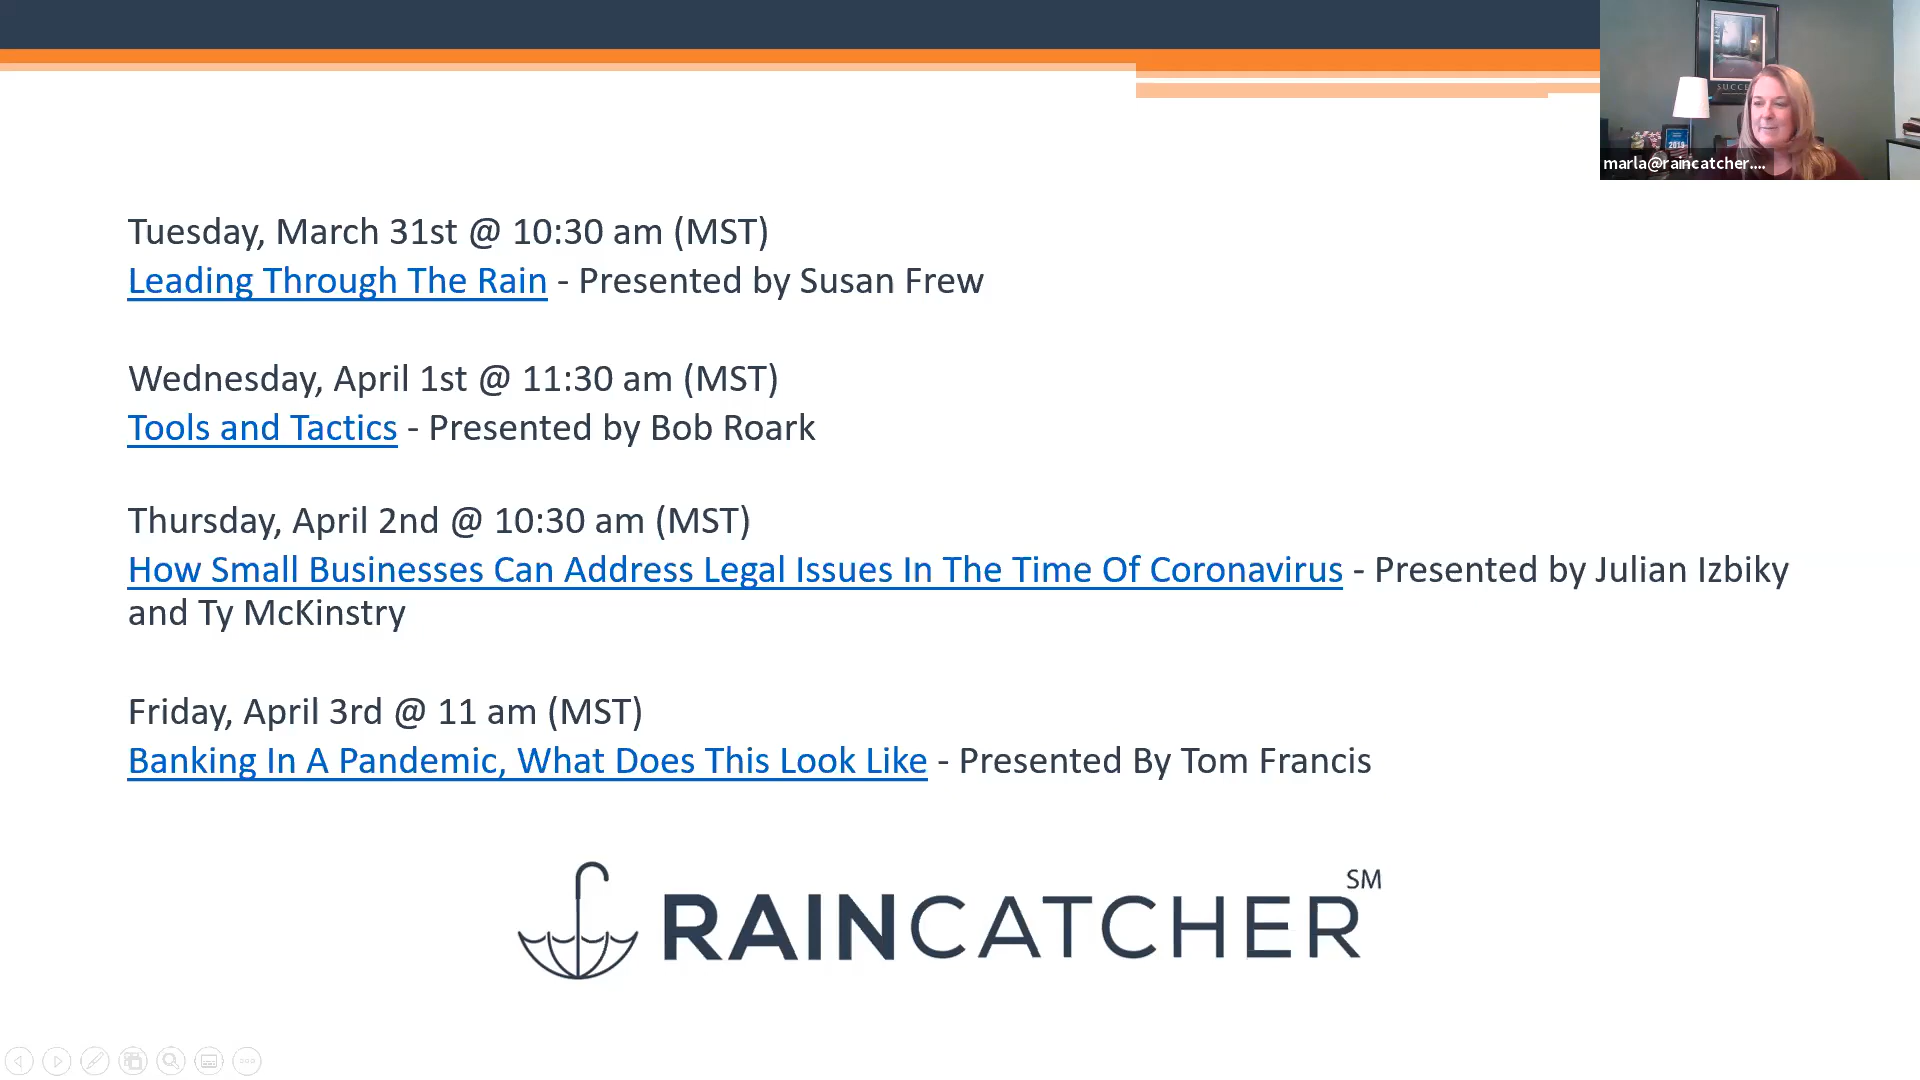 SUCCE
2019
marla@raincatcher....
Tuesday, March 31st @ 10:30 am (MST)
Leading Through The Rain - Presented by Susan Frew
Wednesday, April 1st @ 11:30 am (MST)
Tools and Tactics - Presented by Bob Roark
Thursday, April 2nd @ 10:30 am (MST)
How Small Businesses Can Address Legal Issues In The Time Of Coronavirus - Presented by Julian Izbiky
and Ty McKinstry
Friday, April 3rd @ 11 am (MST)
Banking In A Pandemic, What Does This Look Like - Presented By Tom Francis
RAINCATCHER SM